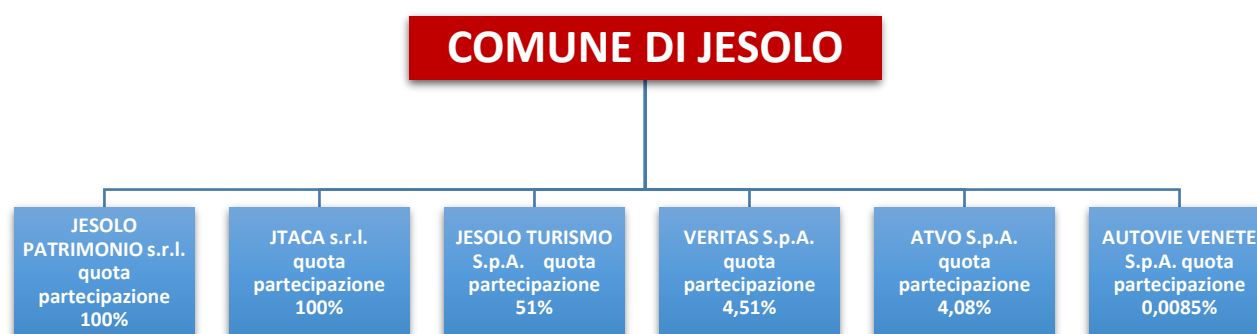 COMUNE DI JESOLO
JESOLO
PATRIMONIO s.r.l.
quota
partecipazione
100%
JTACA s.r.l.
quota
partecipazione
100%
JESOLO TURISMO
S.p.A. quota
partecipazione
51%
VERITAS S.p.A.
quota
partecipazione
4,51%
ATVO S.p.A.
quota
partecipazione
4,08%
AUTOVIE VENETE
S.p.A. quota
partecipazione
0,0085%